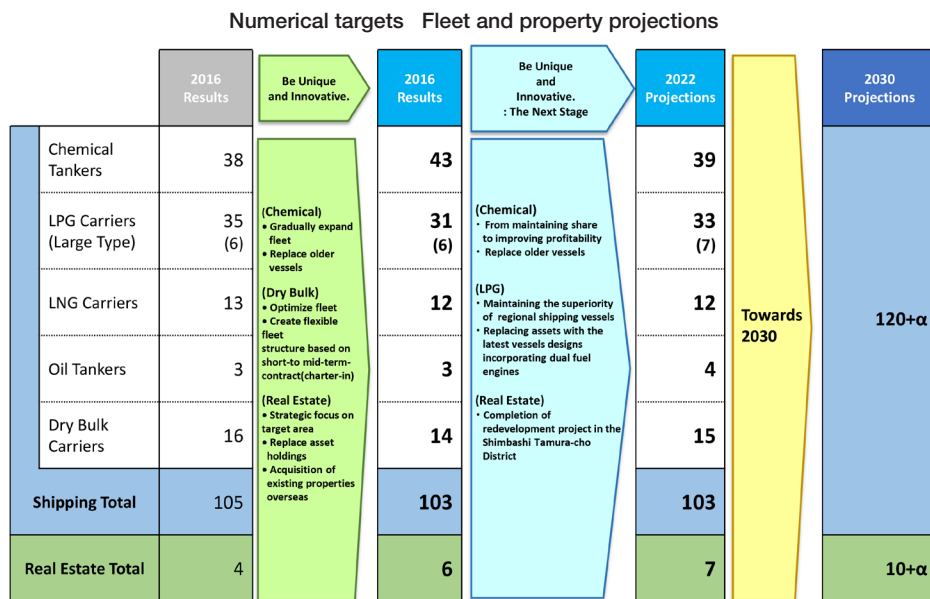 Numerical targets Fleet and property projections
2016
Results
Be Unique
and Innovative.
2016
Results
Be Unique
and
Innovative.
: The Next Stage
2022
Projections
2030
Projections
Chemical
Tankers
38
43
39
LPG Carriers
(Large Type)
35
(6)
31
(6)
33
(7)
LNG Carriers
13
12
12
Oil Tankers
3
3
4
Dry Bulk
Carriers
16
14
15
Shipping Total
105
103
103
Real Estate Total
4
6
7
(Chemical)
• Gradually expand
fleet
• Replace older
vessels
(Dry Bulk)
• Optimize fleet
• Create flexible
fleet
structure based on
short-to mid-term-
contract(charter-in)
(Real Estate)
• Strategic focus on
target area
• Replace asset
holdings
• Acquisition of
existing properties
overseas
(Chemical)
・ From maintaining share
to improving profitability
・ Replace older vessels
(LPG)
・ Maintaining the superiority
of regional shipping vessels
・ Replacing assets with the
latest vessels designs
incorporating dual fuel
engines
(Real Estate)
・ Completion of
redevelopment project in the
Shimbashi Tamura-cho
District
Towards
2030
120+α
10+α